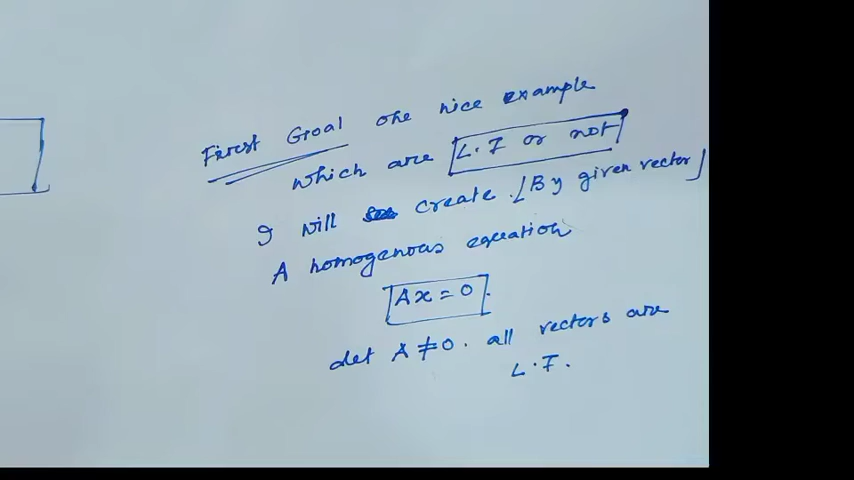 First Goal one nice example
which are L.I or not
I will create. [By given vector]
A homogenous equation
Ax = 0.
det A ≠ 0. all vectors are
L.I.